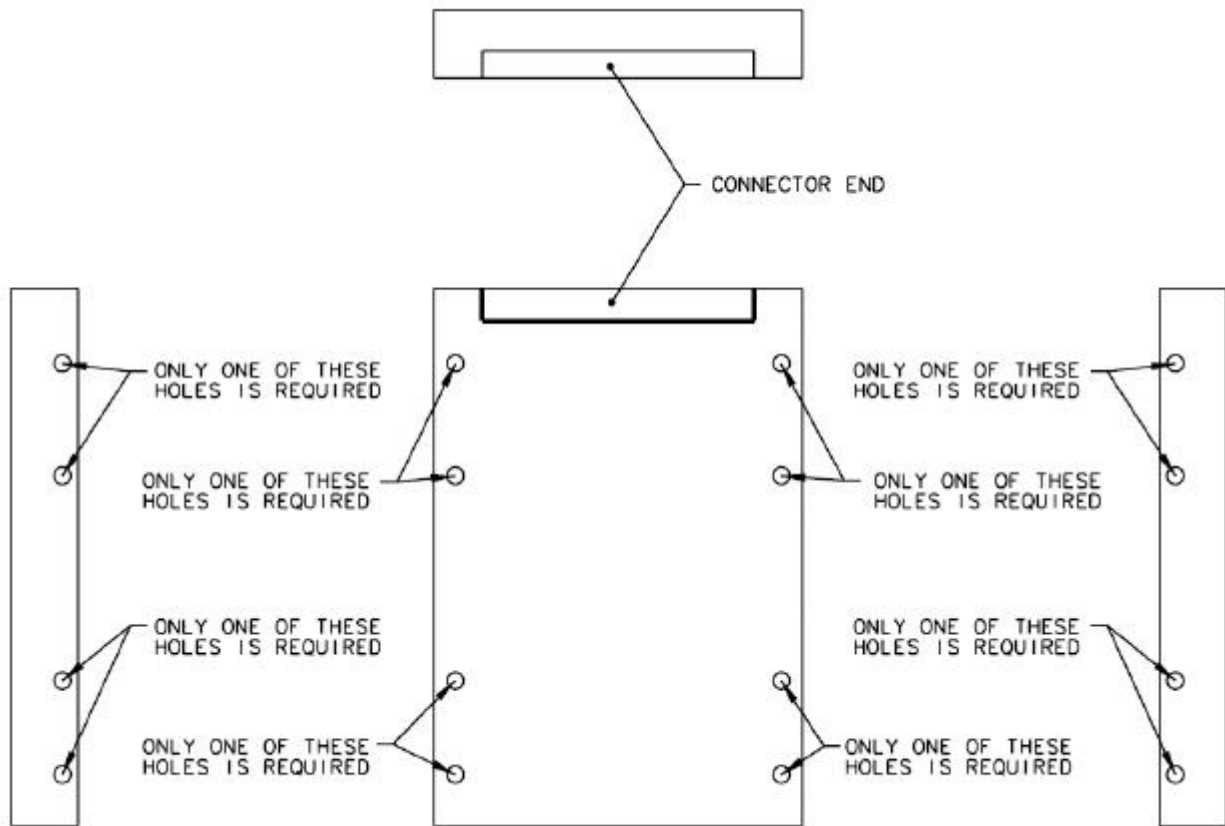 CONNECTOR END
ONLY ONE OF THESE
HOLES IS REQUIRED
ONLY ONE OF THESE
HOLES IS REQUIRED
ONLY ONE OF THESE
HOLES IS REQUIRED
ONLY ONE OF THESE
HOLES IS REQUIRED
ONLY ONE OF THESE
HOLES IS REQUIRED
ONLY ONE OF THESE
HOLES IS REQUIRED
ONLY ONE OF THESE
HOLES IS REQUIRED
ONLY ONE OF THESE
HOLES IS REQUIRED